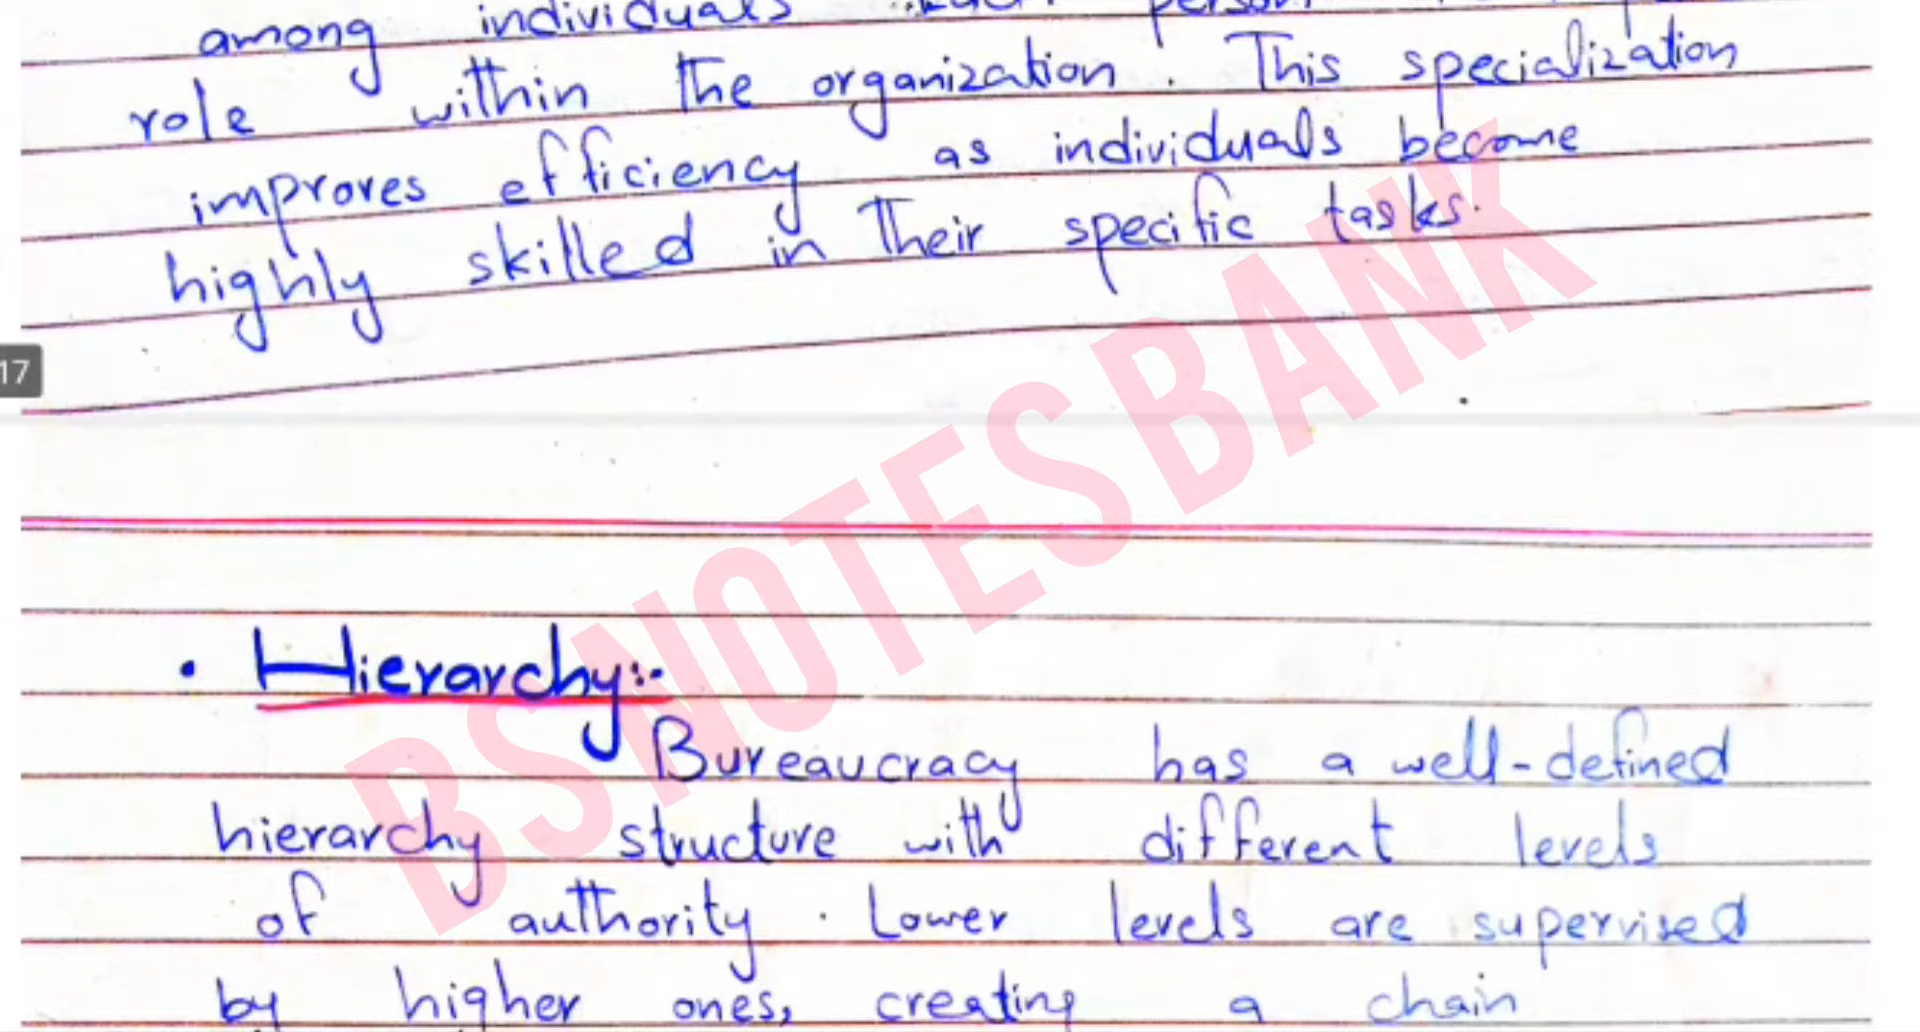 among individuals. Each person
role within the organization. This specialization
improves efficiency as individuals become
highly skilled in their specific tasks.
17
• Hierarchy:-
Bureaucracy has a well-defined
hierarchy structure with different levels
of authority. Lower levels are supervised
by higher ones, creating a chain
BSNOTESBANK